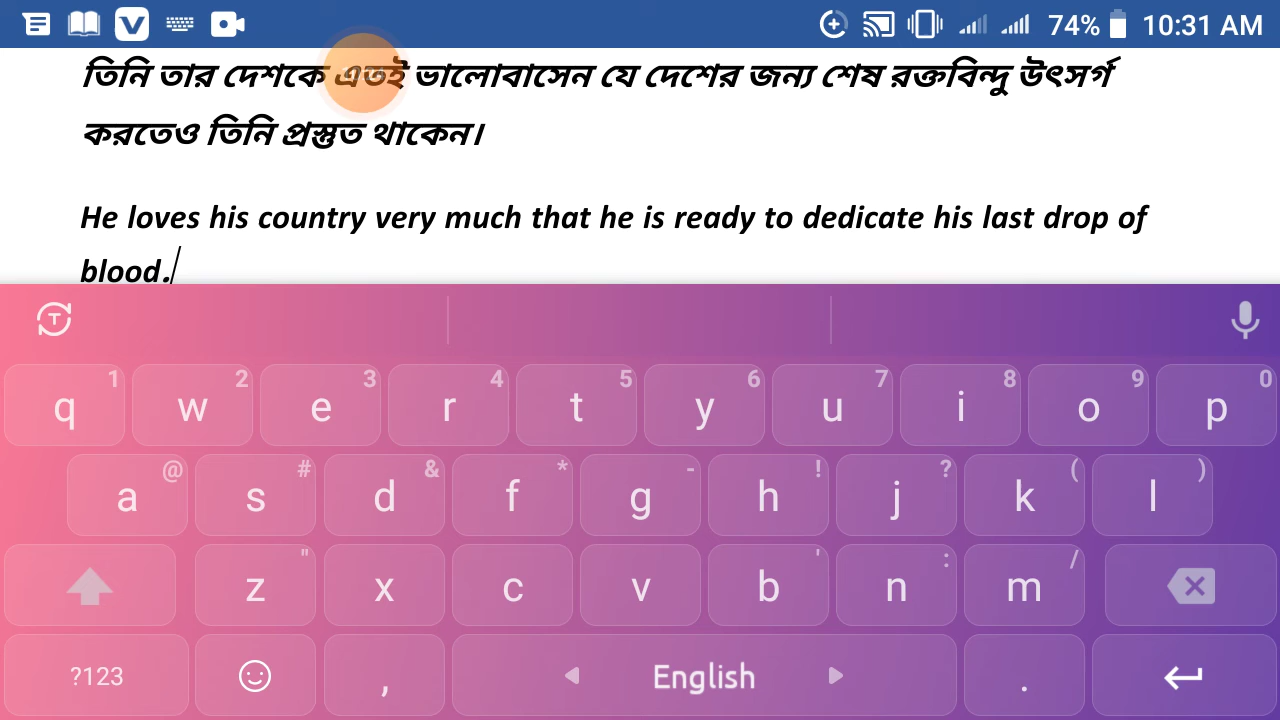 74% 10:31 AM
তিনি তার দেশকে এতই ভালোবাসেন যে দেশের জন্য শেষ রক্তবিন্দু উৎসর্গ
করতেও তিনি প্রস্তুত থাকেন।
He loves his country very much that he is ready to dedicate his last drop of
blood.
T
1 2 3 4 5 6 7 8 9 0
q w e r t y u i o p
@ # & * - ! ? ( )
a s d f g h j k l
" ' : /
z x c v b n m
?123 , English .